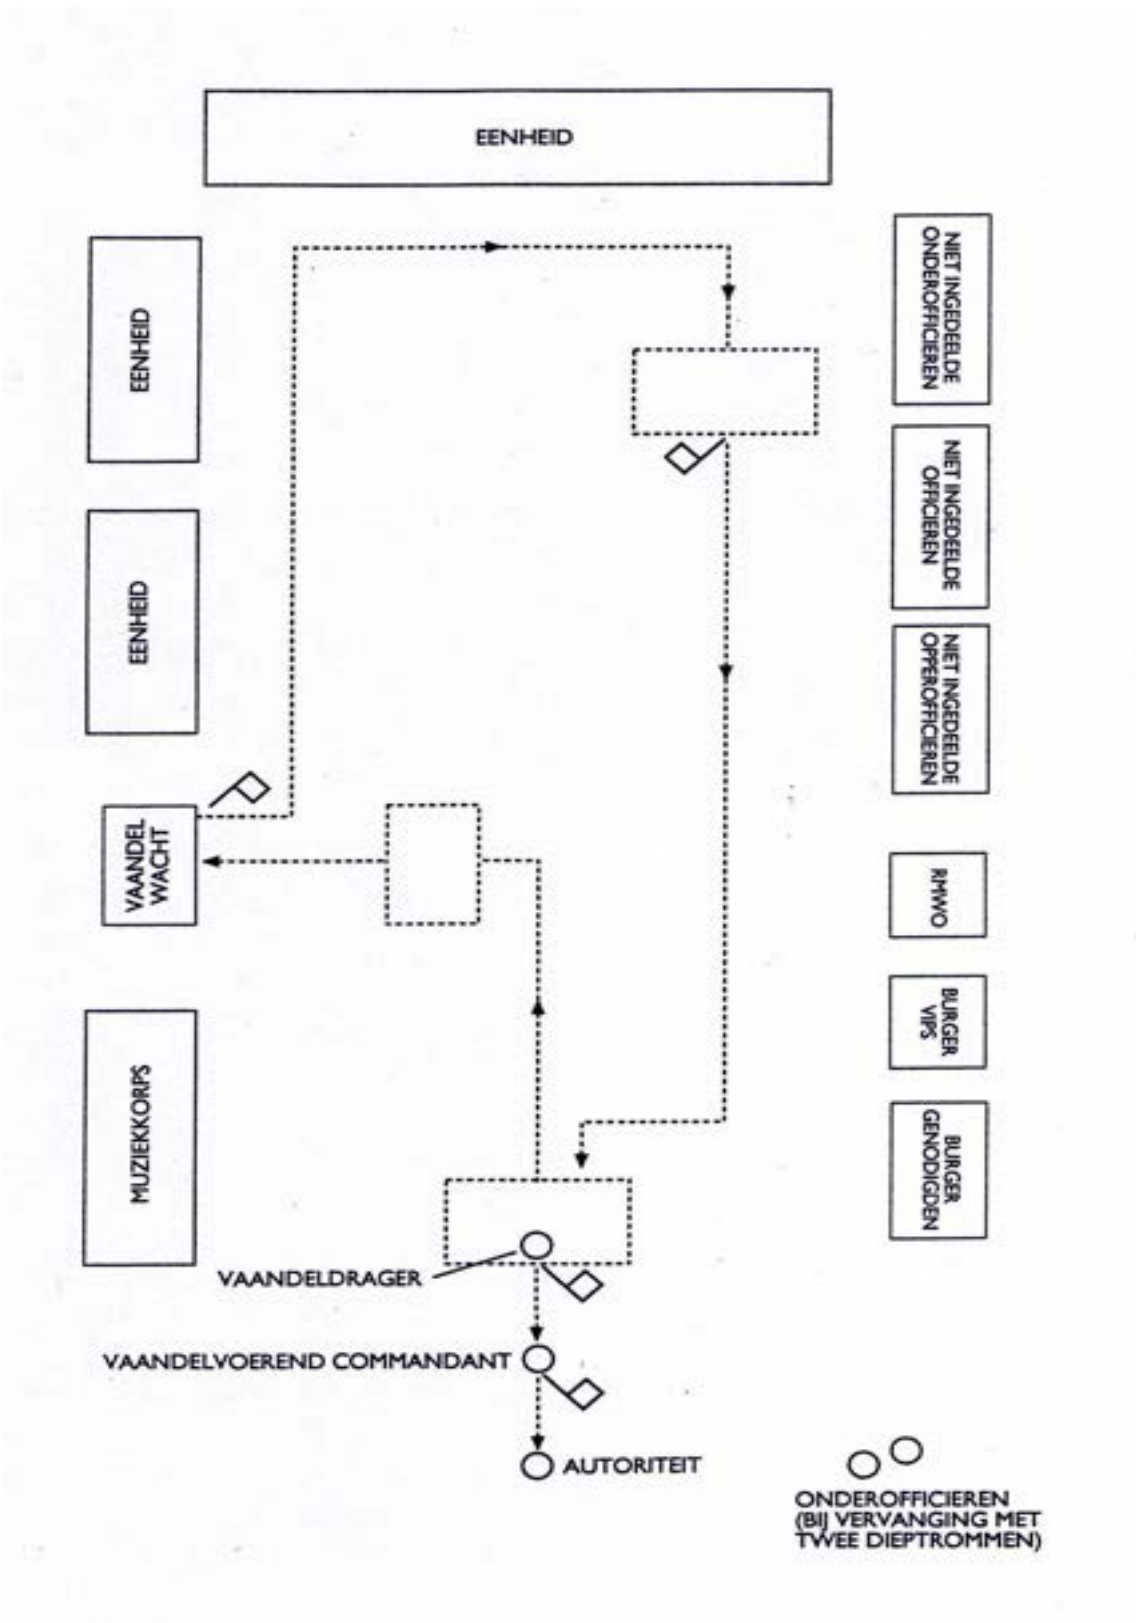 EENHEID
EENHEID
NIET INGEDEELDE
ONDEROFFICIEREN
EENHEID
NIET INGEDEELDE
OFFICIEREN
NIET INGEDEELDE
OPPEROFFICIEREN
VAANDEL
WACHT
RMWO
BURGER
VIPS
MUZIEKKORPS
BURGER
GENODIGDEN
VAANDELDRAGER
VAANDELVOEREND COMMANDANT
AUTORITEIT
ONDEROFFICIEREN
(BIJ VERVANGING MET
TWEE DIEPTROMMEN)